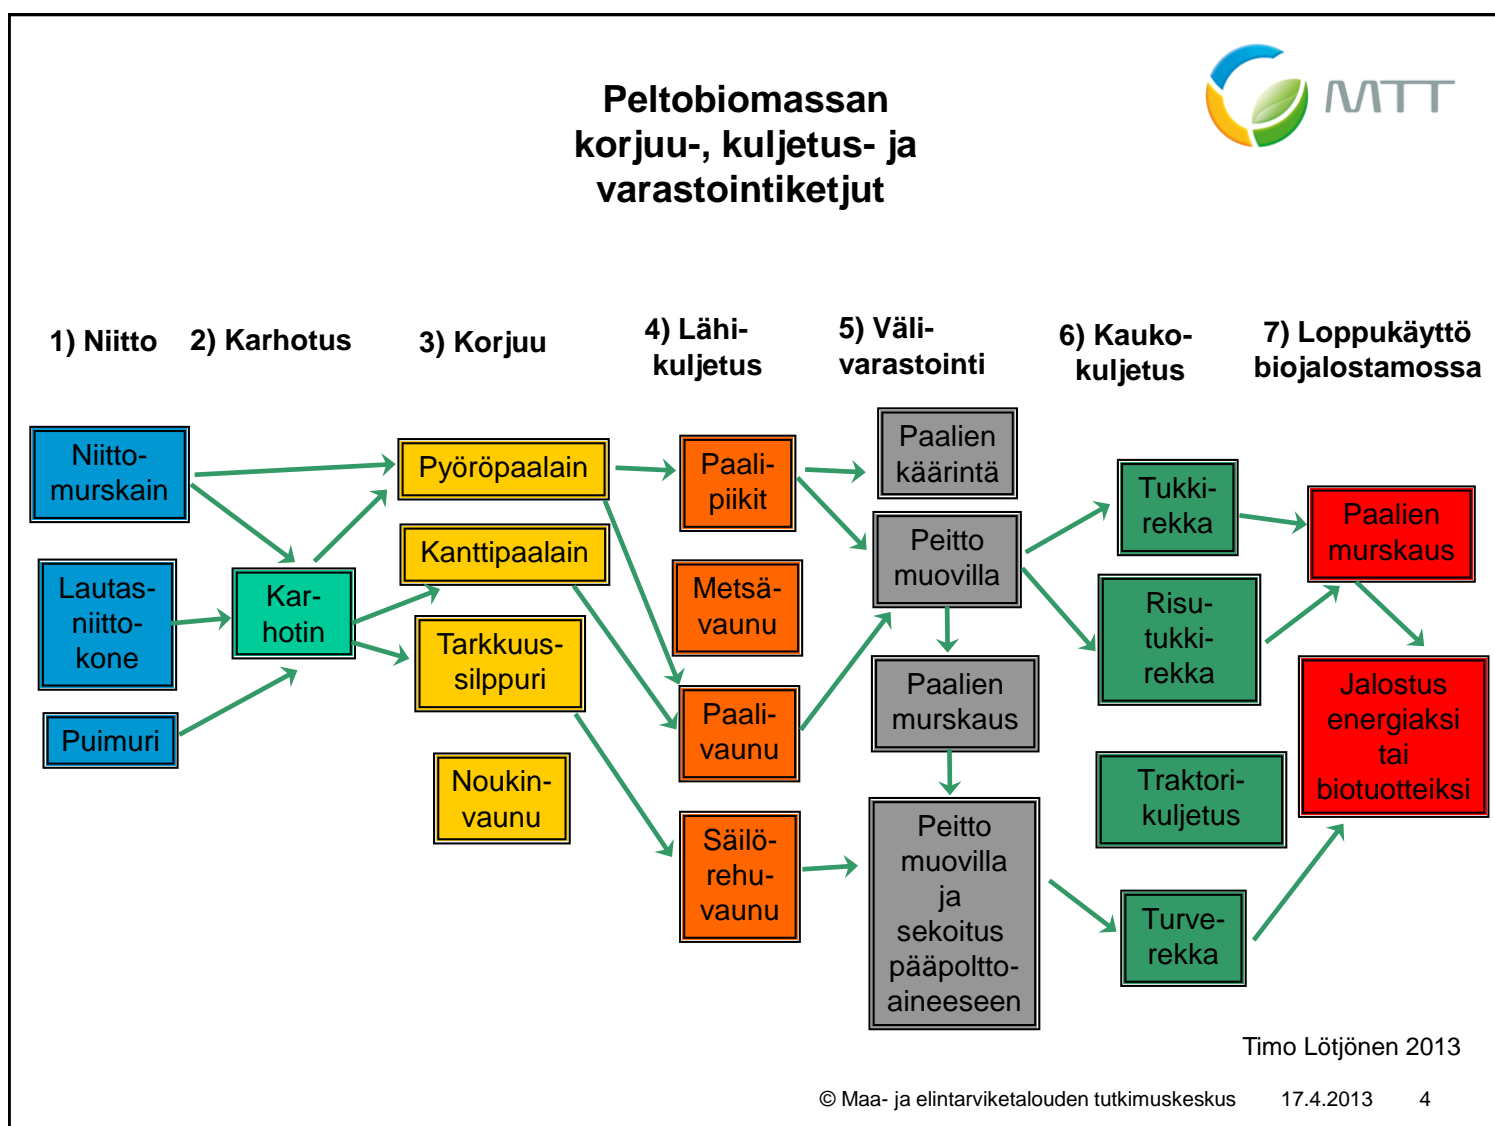 Peltobiomassan
korjuu-, kuljetus- ja
varastointiketjut
MTT
1) Niitto
2) Karhotus
3) Korjuu
4) Lähi-
kuljetus
5) Väli-
varastointi
6) Kauko-
kuljetus
7) Loppukäyttö
biojalostamossa
Niitto-
murskain
Lautas-
niitto-
kone
Puimuri
Kar-
hotin
Pyöröpaalain
Kanttipaalain
Tarkkuus-
silppuri
Noukin-
vaunu
Paali-
piikit
Metsä-
vaunu
Paali-
vaunu
Säilö-
rehu-
vaunu
Paalien
käärintä
Peitto
muovilla
Paalien
murskaus
Peitto
muovilla
ja
sekoitus
pääpoltto-
aineeseen
Tukki-
rekka
Risu-
tukki-
rekka
Traktori-
kuljetus
Turve-
rekka
Paalien
murskaus
Jalostus
energiaksi
tai
biotuotteiksi
Timo Lötjönen 2013
© Maa- ja elintarviketalouden tutkimuskeskus 17.4.2013 4